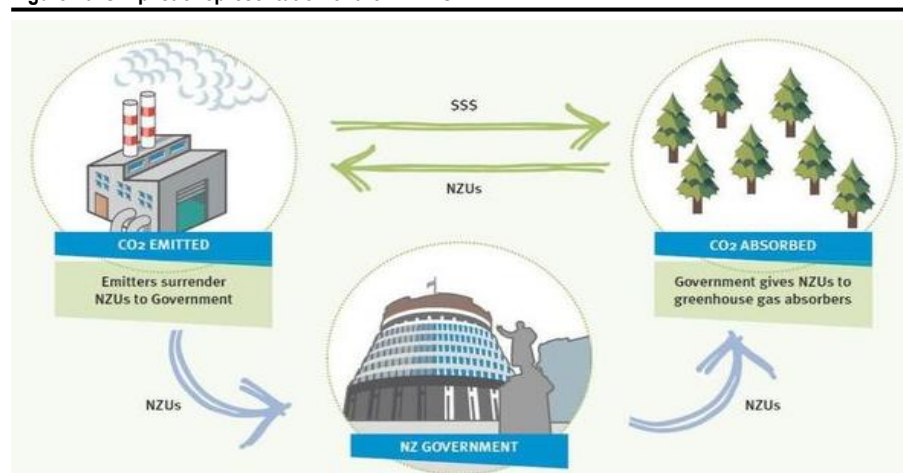 $$$
NZUs
CO2 EMITTED
Emitters surrender
NZUs to Government
CO2 ABSORBED
Government gives NZUs to
greenhouse gas absorbers
NZUs
NZUs
NZ GOVERNMENT